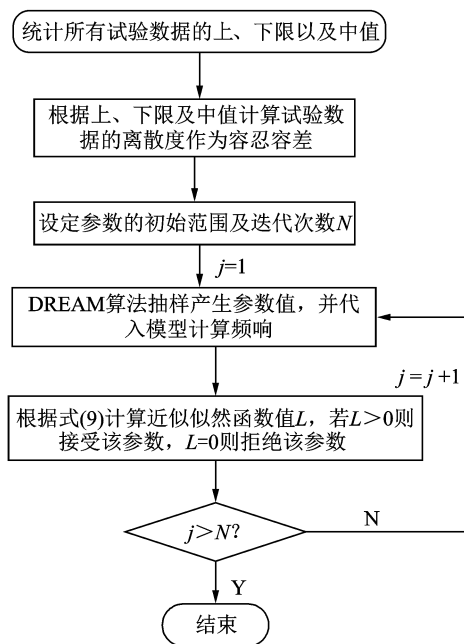 统计所有试验数据的上、下限以及中值
根据上、下限及中值计算试验数
据的离散度作为容忍容差
设定参数的初始范围及迭代次数N
j=1
DREAM算法抽样产生参数值，并代
入模型计算频响
j = j +1
根据式(9)计算近似似然函数值L，若L＞0则
接受该参数，L=0则拒绝该参数
j＞N?
N
Y
结束